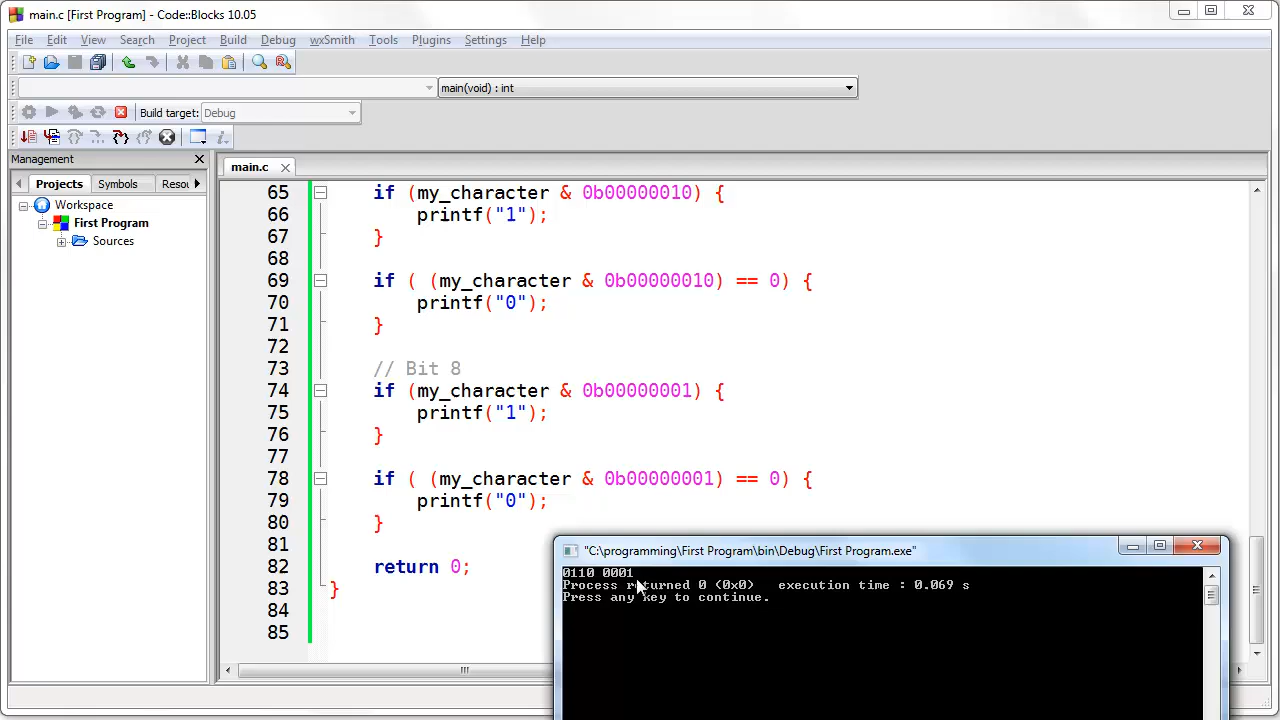 main.c [First Program] - Code::Blocks 10.05
File Edit View Search Project Build Debug wxSmith Tools Plugins Settings Help
main(void) : int
Build target: Debug
Management
Projects Symbols Resou
main.c
Workspace
First Program
Sources
65 if (my_character & 0b00000010) {
66 printf("1");
67 }
68
69 if ( (my_character & 0b00000010) == 0) {
70 printf("0");
71 }
72
73 // Bit 8
74 if (my_character & 0b00000001) {
75 printf("1");
76 }
77
78 if ( (my_character & 0b00000001) == 0) {
79 printf("0");
80 }
81
82 return 0;
83 }
84
85
"C:\programming\First Program\bin\Debug\First Program.exe"
0110 0001
Process returned 0 (0x0) execution time : 0.069 s
Press any key to continue.